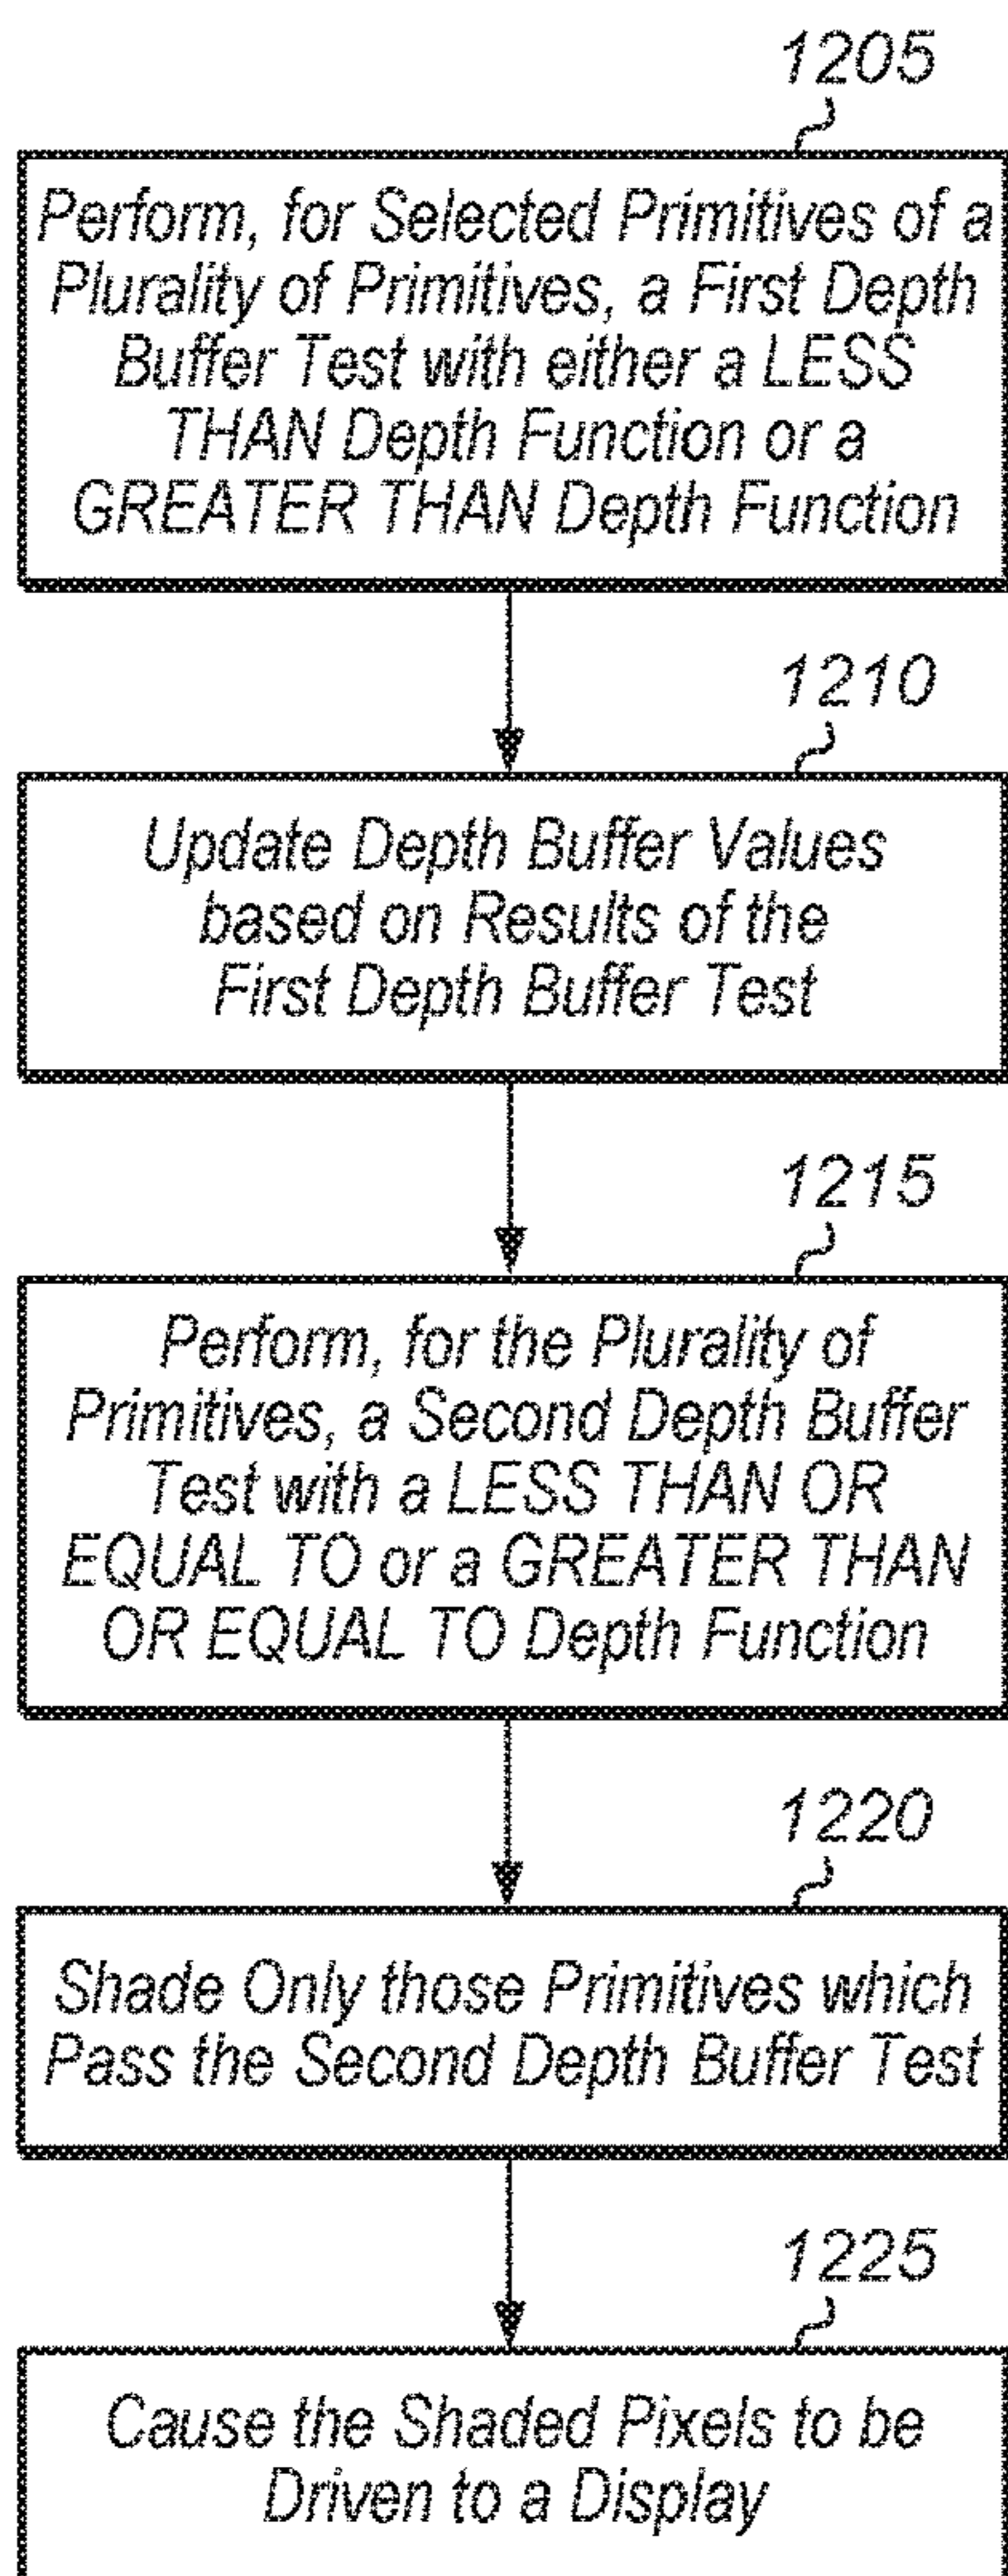 1205
Perform, for Selected Primitives of a
Plurality of Primitives, a First Depth
Buffer Test with either a LESS
THAN Depth Function or a
GREATER THAN Depth Function
1210
Update Depth Buffer Values
based on Results of the
First Depth Buffer Test
1215
Perform, for the Plurality of
Primitives, a Second Depth Buffer
Test with a LESS THAN OR
EQUAL TO or a GREATER THAN
OR EQUAL TO Depth Function
1220
Shade Only those Primitives which
Pass the Second Depth Buffer Test
1225
Cause the Shaded Pixels to be
Driven to a Display